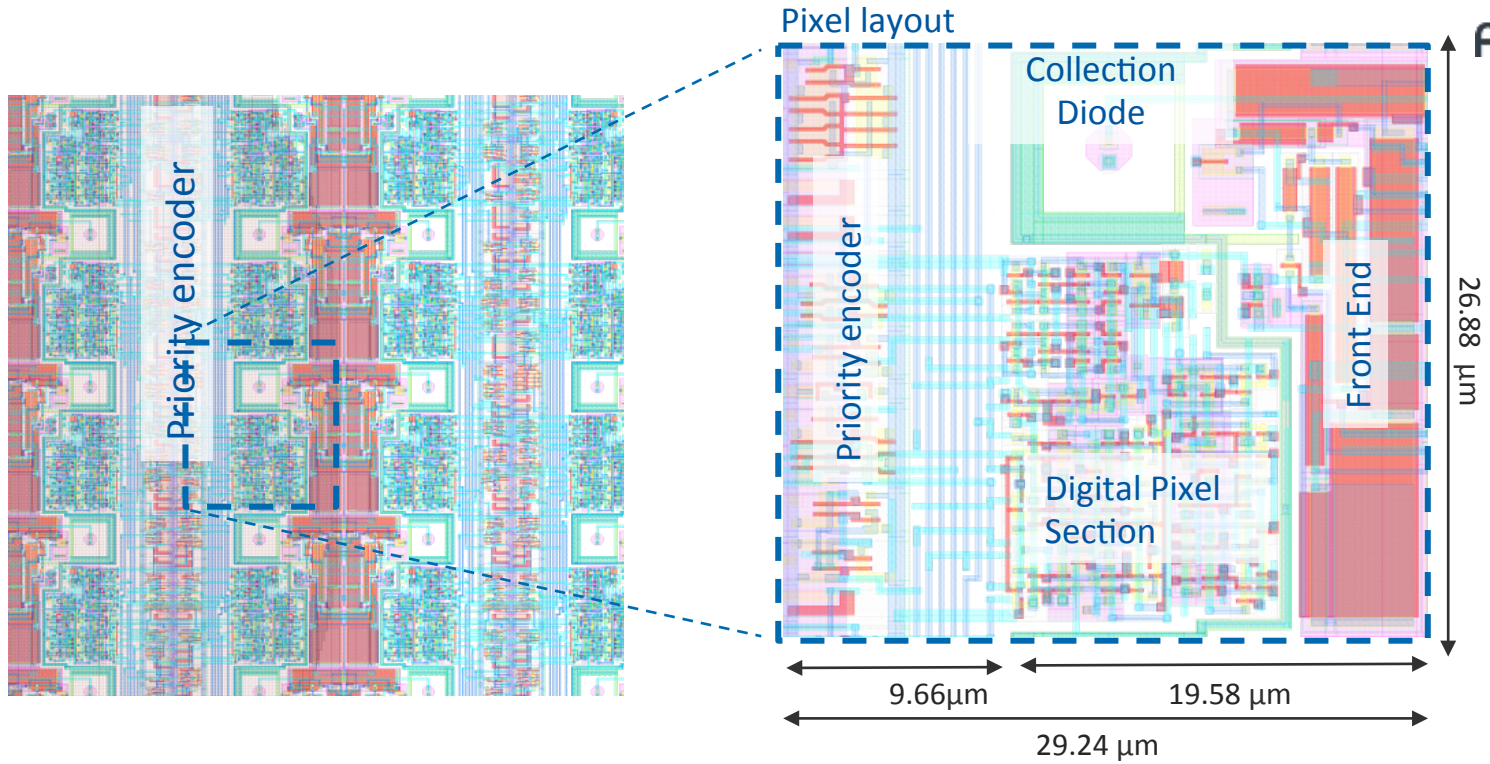 Pixel layout
Collection
Diode
Priority encoder
Priority encoder
Front End
Digital Pixel
Section
26.88 µm
9.66µm
19.58 µm
29.24 µm